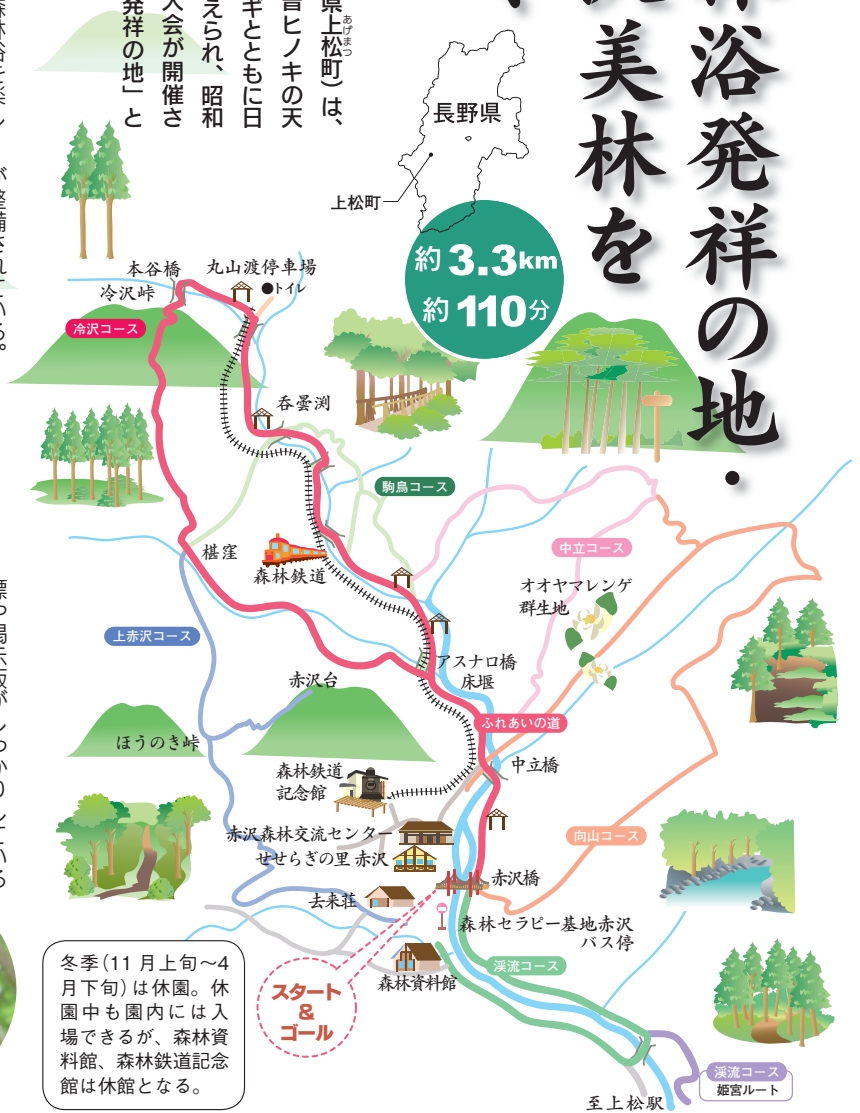 浴発祥の地・
美林を
県上松町）は、
あげまつ
ヒノキの天
ギとともに日
えられ、昭和
大会が開催さ
発祥の地」と
が整備されている。
長野県
上松町
約3.3km
約110分
本谷橋
冷沢峠
丸山渡停車場
●トイレ
冷沢コース
呑曇渕
駒鳥コース
中立コース
椹窪
森林鉄道
オオヤマレンゲ
群生地
上赤沢コース
赤沢台
アスナロ橋
床堰
ふれあいの道
ほうのき峠
中立橋
森林鉄道
記念館
向山コース
赤沢森林交流センター
せせらぎの里 赤沢
赤沢橋
去来荘
森林セラピー基地赤沢
バス停
渓流コース
森林資料館
スタート
&
ゴール
冬季（11月上旬〜4
月下旬）は休園。休
園中も園内には入
場できるが、森林資
料館、森林鉄道記念
館は休館となる。
渓流コース
姫宮ルート
至上松駅